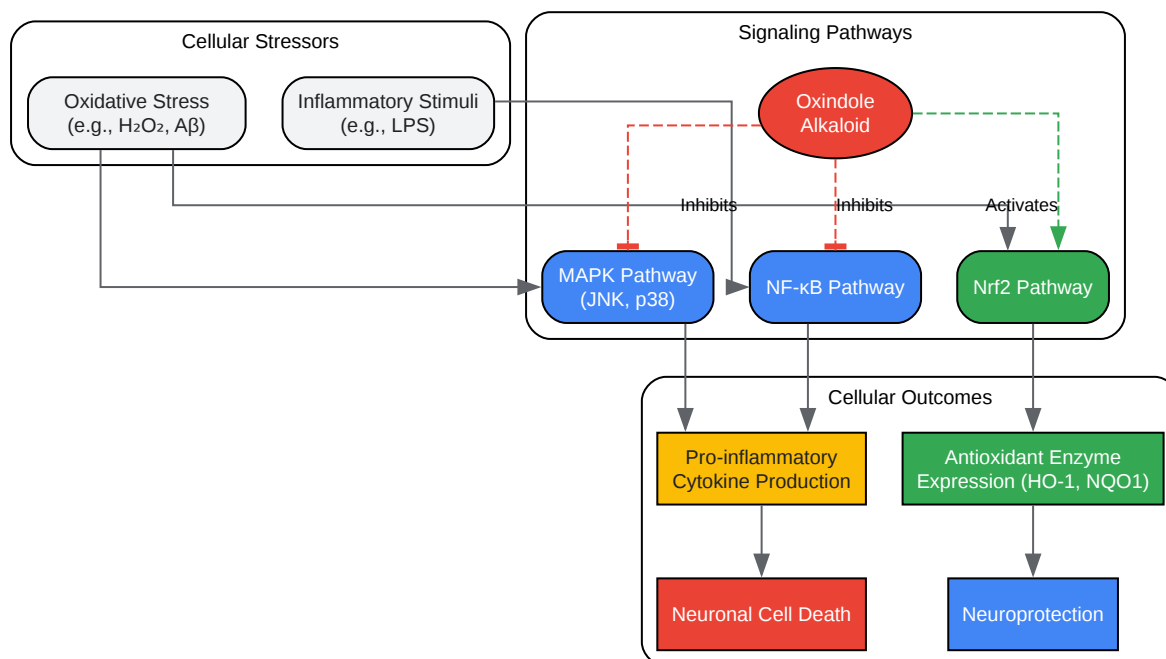 Cellular Stressors
Oxidative Stress
(e.g., H₂O₂, Aβ)
Inflammatory Stimuli
(e.g., LPS)
Signaling Pathways
Oxindole
Alkaloid
Inhibits
Inhibits
Activates
MAPK Pathway
(JNK, p38)
NF-κB Pathway
Nrf2 Pathway
Cellular Outcomes
Pro-inflammatory
Cytokine Production
Antioxidant Enzyme
Expression (HO-1, NQO1)
Neuronal Cell Death
Neuroprotection